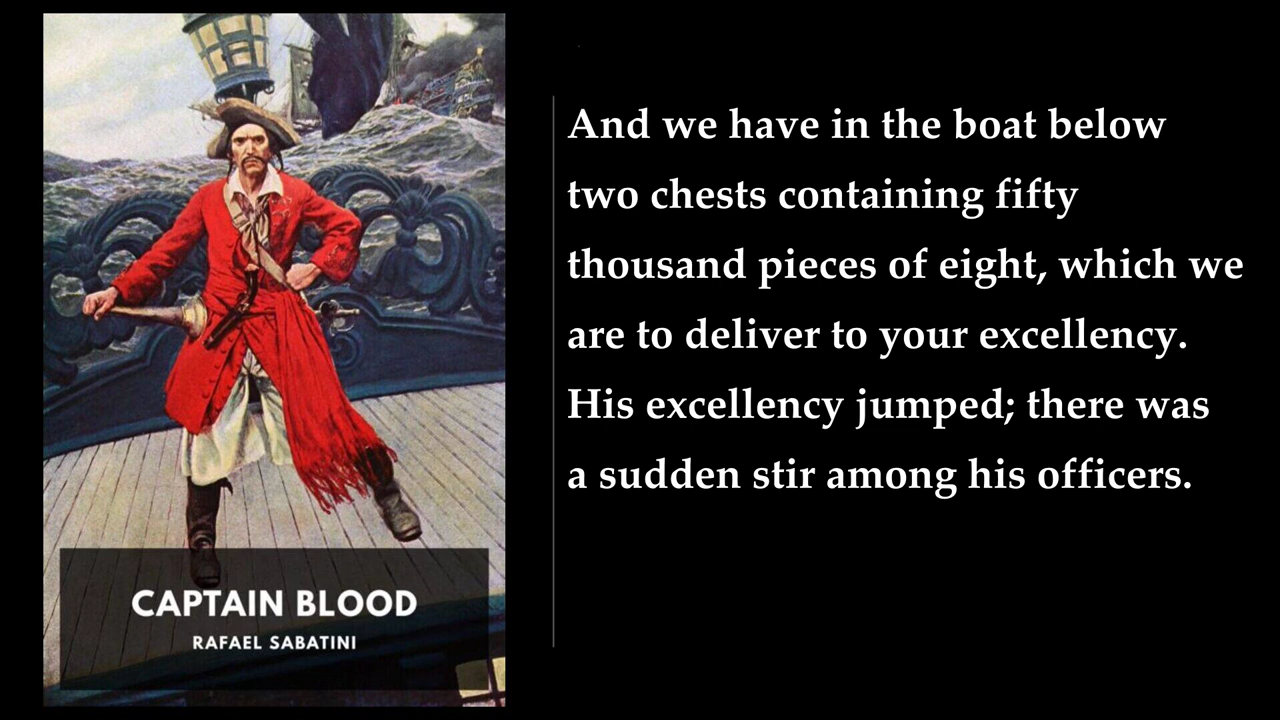 CAPTAIN BLOOD
RAFAEL SABATINI
And we have in the boat below
two chests containing fifty
thousand pieces of eight, which we
are to deliver to your excellency.
His excellency jumped; there was
a sudden stir among his officers.